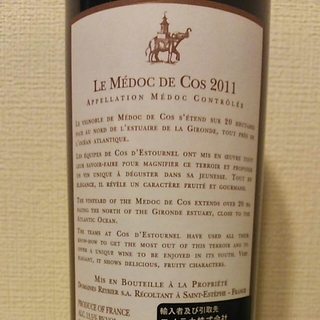 Le Médoc de Cos 2011
Appellation Médoc Contrôlée
Le vignoble de Médoc de Cos s'étend sur 20 hectares
au nord de l'estuaire de la Gironde, tout près de
l'océan Atlantique.
Les équipes de Cos d'Estournel ont mis en œuvre tout
leur savoir-faire pour magnifier ce terroir et proposer
un vin unique à déguster dans sa jeunesse. Tout en
élégance, il révèle un caractère fruité et gourmand.
The vineyard of the Médoc de Cos extends over 20 ha
facing the north of the Gironde estuary, close to the
Atlantic Ocean.
The teams at Cos d'Estournel have used all their
know-how to get the most out of this terroir and to
offer a unique wine to be enjoyed in its youth. Very
elegant, it shows delicious, fruity characters.
Mis en Bouteille à la Propriété
Domaines Reybier s.a. Récoltant à Saint-Estèphe - France
PRODUCE OF FRANCE
輸入者及び引取先